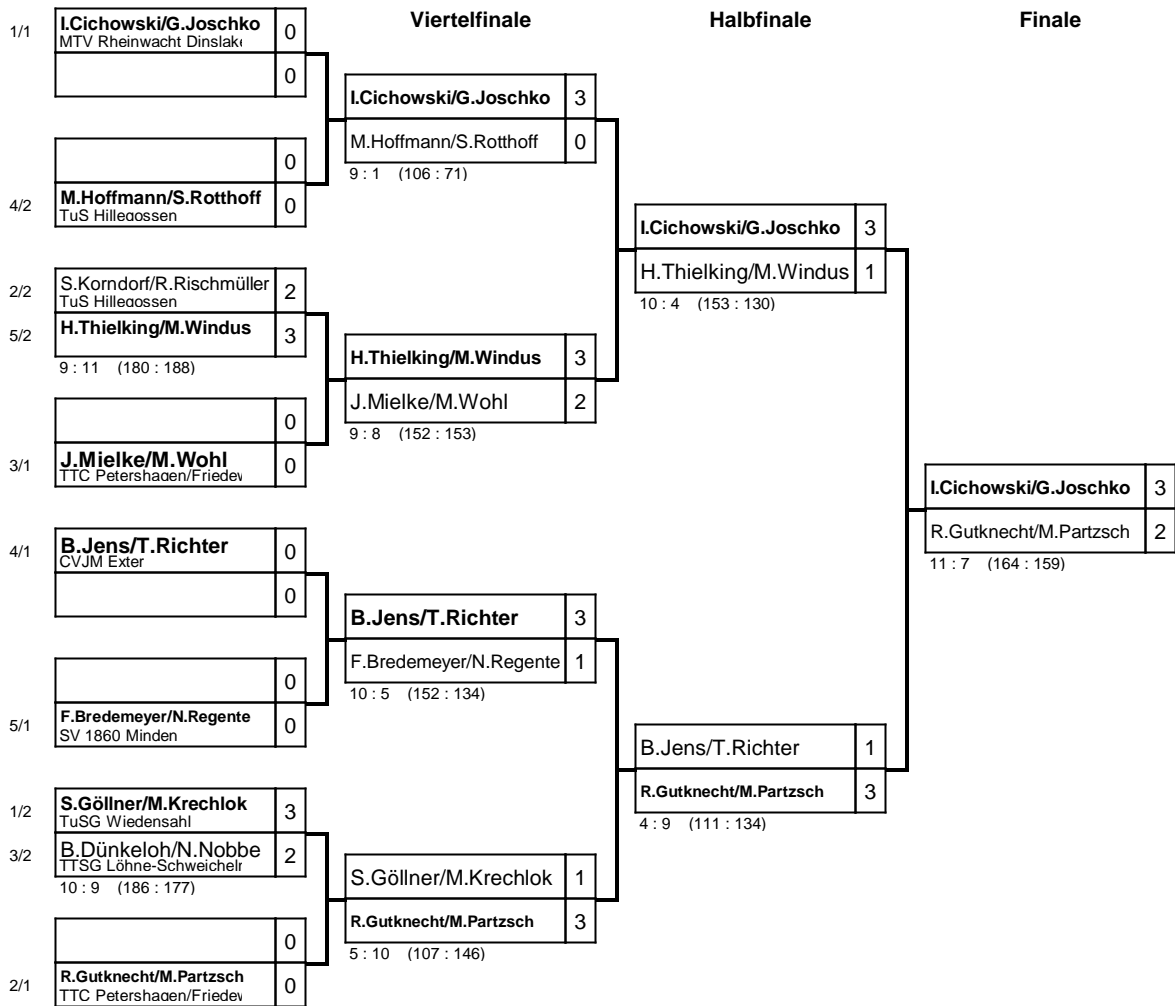 Viertelfinale Halbfinale Finale
1/1 I.Cichowski/G.Joschko 0
MTV Rheinwacht Dinslake
0
0
4/2 M.Hoffmann/S.Rotthoff 0
TuS Hillegossen
2/2 S.Korndorf/R.Rischmüller 2
TuS Hillegossen
5/2 H.Thielking/M.Windus 3
9 : 11 (180 : 188)
0
3/1 J.Mielke/M.Wohl 0
TTC Petershagen/Friedew
4/1 B.Jens/T.Richter 0
CVJM Exter
0
0
5/1 F.Bredemeyer/N.Regente 0
SV 1860 Minden
1/2 S.Göllner/M.Krechlok 3
TuSG Wiedensahl
3/2 B.Dünkeloh/N.Nobbe 2
TTSG Löhne-Schweicheln
10 : 9 (186 : 177)
0
2/1 R.Gutknecht/M.Partzsch 0
TTC Petershagen/Friedew
I.Cichowski/G.Joschko 3
M.Hoffmann/S.Rotthoff 0
9 : 1 (106 : 71)
H.Thielking/M.Windus 3
J.Mielke/M.Wohl 2
9 : 8 (152 : 153)
B.Jens/T.Richter 3
F.Bredemeyer/N.Regente 1
10 : 5 (152 : 134)
S.Göllner/M.Krechlok 1
R.Gutknecht/M.Partzsch 3
5 : 10 (107 : 146)
I.Cichowski/G.Joschko 3
H.Thielking/M.Windus 1
10 : 4 (153 : 130)
B.Jens/T.Richter 1
R.Gutknecht/M.Partzsch 3
4 : 9 (111 : 134)
I.Cichowski/G.Joschko 3
R.Gutknecht/M.Partzsch 2
11 : 7 (164 : 159)